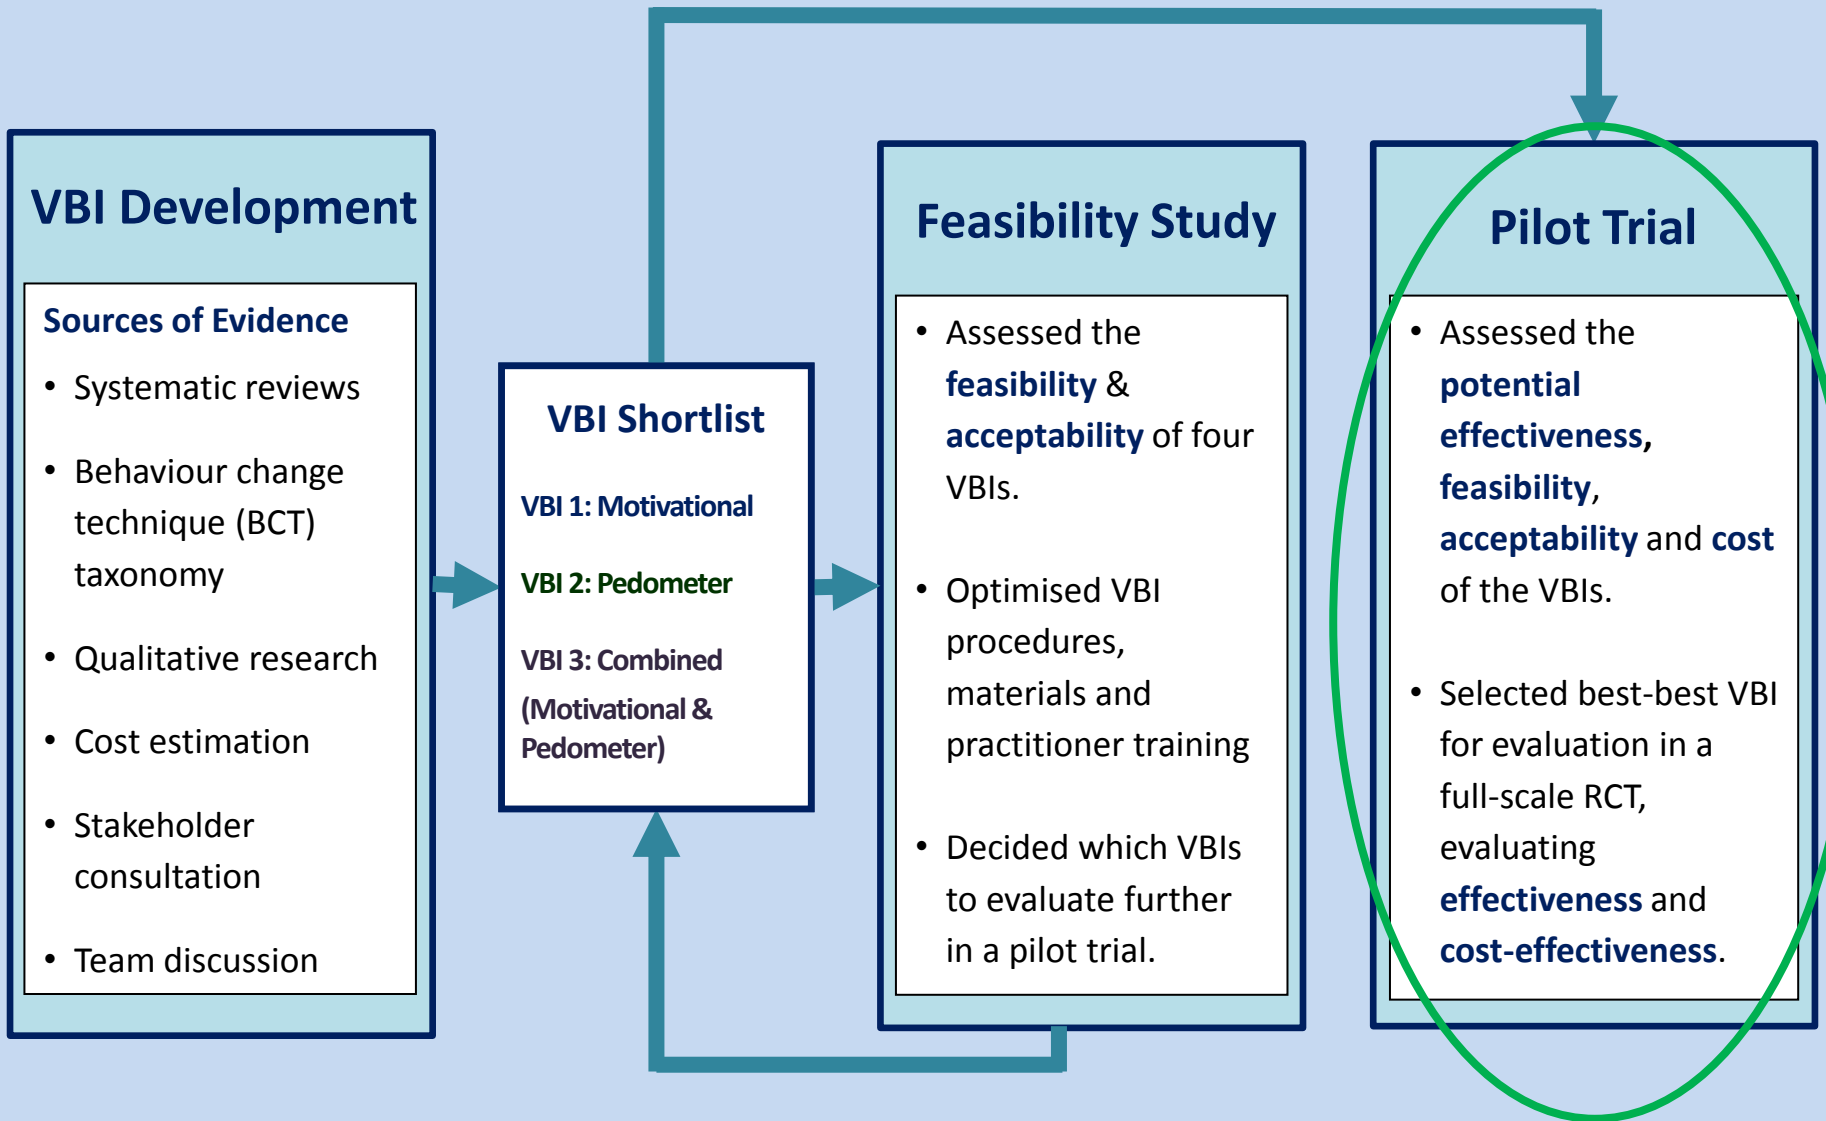 VBI Development
Sources of Evidence
• Systematic reviews
• Behaviour change
technique (BCT)
taxonomy
• Qualitative research
• Cost estimation
• Stakeholder
consultation
• Team discussion
VBI Shortlist
VBI 1: Motivational
VBI 2: Pedometer
VBI 3: Combined
(Motivational &
Pedometer)
Feasibility Study
• Assessed the
feasibility &
acceptability of four
VBIs.
• Optimised VBI
procedures,
materials and
practitioner training
• Decided which VBIs
to evaluate further
in a pilot trial.
Pilot Trial
• Assessed the
potential
effectiveness,
feasibility,
acceptability and cost
of the VBIs.
• Selected best-best VBI
for evaluation in a
full-scale RCT,
evaluating
effectiveness and
cost-effectiveness.